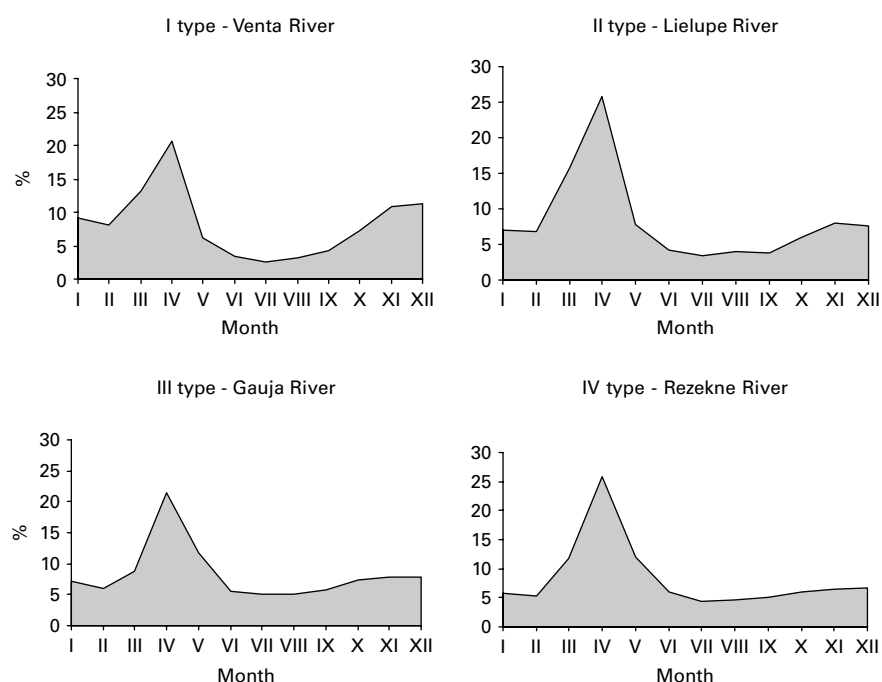 I type - Venta River
30
25
20
15
10
5
0
%
I II III IV V VI VII VIII IX X XI XII
Month
II type - Lielupe River
30
25
20
15
10
5
0
I II III IV V VI VII VIII IX X XI XII
Month
III type - Gauja River
30
25
20
15
10
5
0
%
I II III IV V VI VII VIII IX X XI XII
Month
IV type - Rezekne River
30
25
20
15
10
5
0
I II III IV V VI VII VIII IX X XI XII
Month